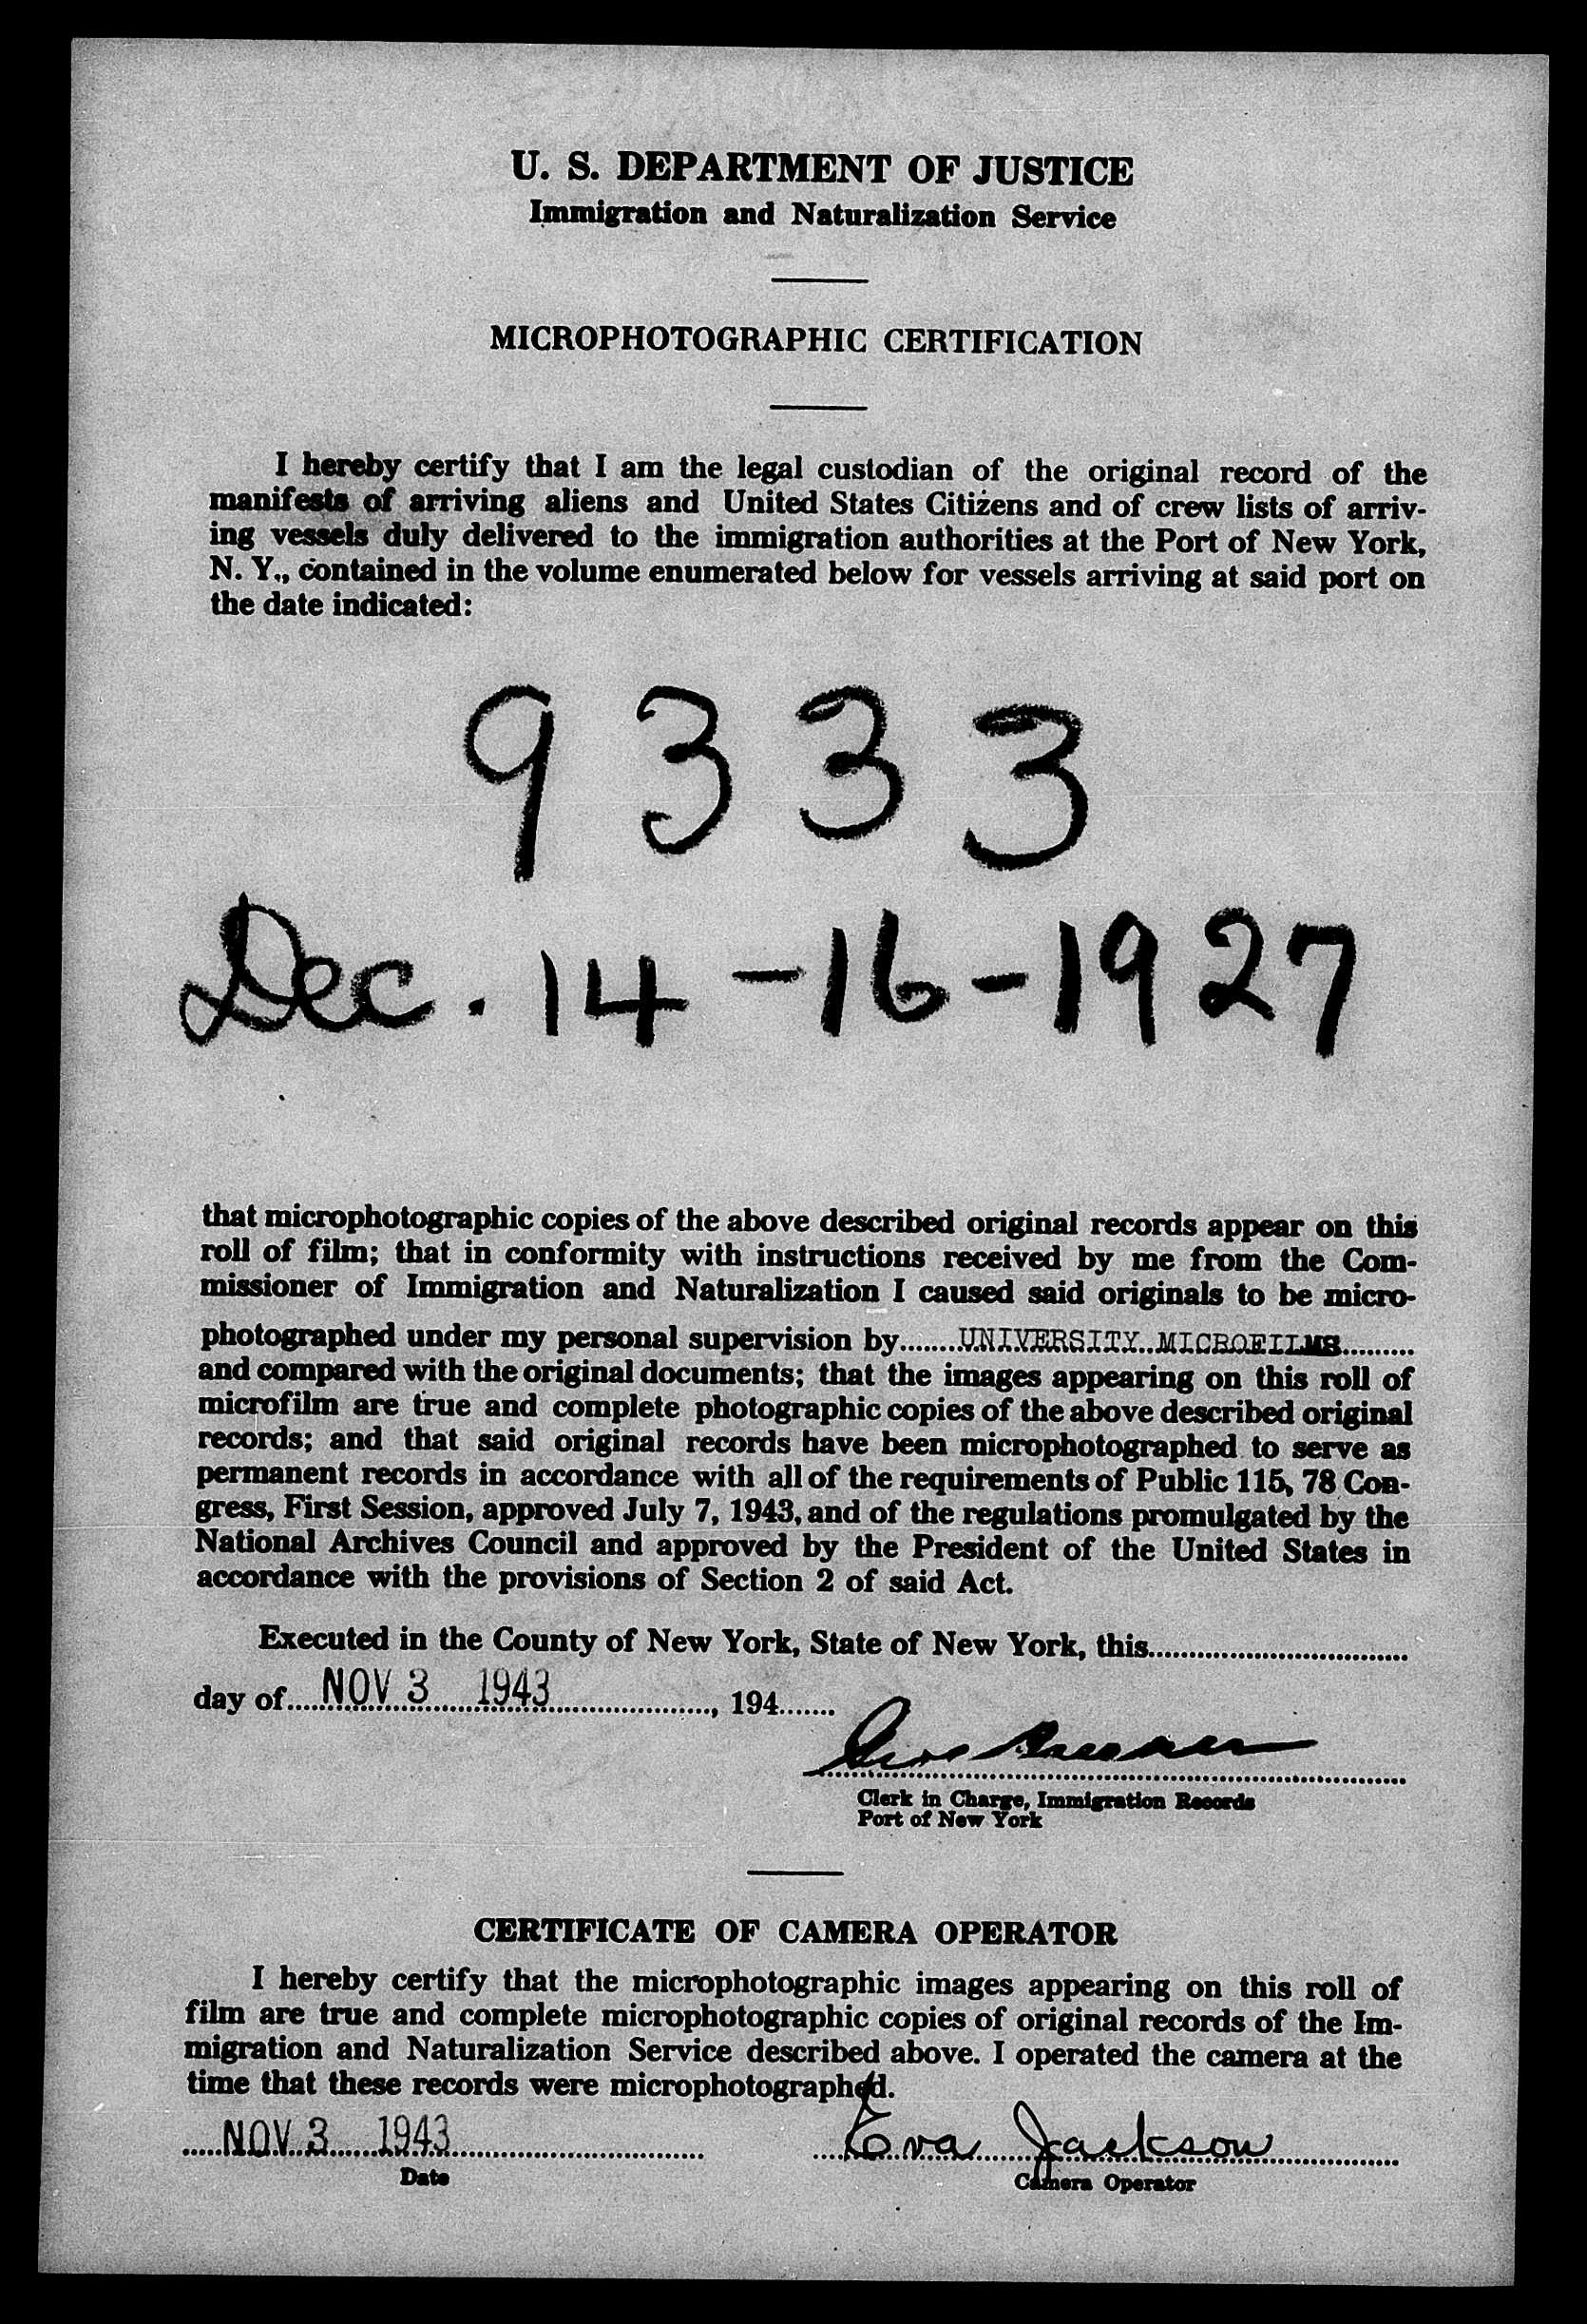 U. S. DEPARTMENT OF JUSTICE
Immigration and Naturalization Service
MICROPHOTOGRAPHIC CERTIFICATION
I hereby certify that I am the legal custodian of the original record of the
manifests of arriving aliens and United States Citizens and of crew lists of arriv-
ing vessels duly delivered to the immigration authorities at the Port of New York,
N. Y., contained in the volume enumerated below for vessels arriving at said port on
the date indicated:
9333
Dec. 14-16-1927
that microphotographic copies of the above described original records appear on this
roll of film; that in conformity with instructions received by me from the Com-
missioner of Immigration and Naturalization I caused said originals to be micro-
photographed under my personal supervision by.......UNIVERSITY MICROFILMS.........
and compared with the original documents; that the images appearing on this roll of
microfilm are true and complete photographic copies of the above described original
records; and that said original records have been microphotographed to serve as
permanent records in accordance with all of the requirements of Public 115, 78 Con-
gress, First Session, approved July 7, 1943, and of the regulations promulgated by the
National Archives Council and approved by the President of the United States in
accordance with the provisions of Section 2 of said Act.
Executed in the County of New York, State of New York, this................................
day of.....NOV 3 1943...................., 194.......
Clerk in Charge, Immigration Records
Port of New York
CERTIFICATE OF CAMERA OPERATOR
I hereby certify that the microphotographic images appearing on this roll of
film are true and complete microphotographic copies of original records of the Im-
migration and Naturalization Service described above. I operated the camera at the
time that these records were microphotographed.
NOV 3 1943 Eva Jackson
Date Camera Operator